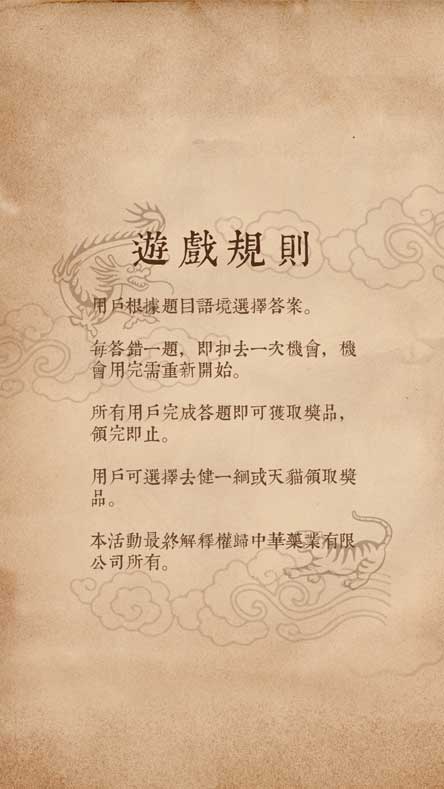 遊戲規則
用戶根據題目語境選擇答案。
每答錯一題，即扣去一次機會，機
會用完需重新開始。
所有用戶完成答題即可獲取獎品，
領完即止。
用戶可選擇去健一網或天貓領取獎
品。
本活動最終解釋權歸中華藥業有限
公司所有。